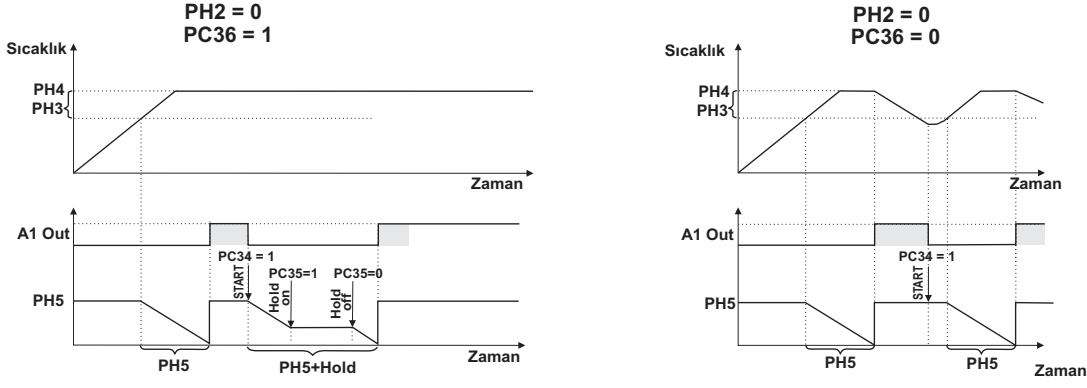 PH2 = 0
PC36 = 1
Sıcaklık
PH4
PH3
Zaman
A1 Out
PC34 = 1
START
PC35=1
PC35=0
Hold on
Hold off
PH5
PH5
PH5+Hold
Zaman
PH2 = 0
PC36 = 0
Sıcaklık
PH4
PH3
Zaman
A1 Out
PC34 = 1
START
PH5
PH5
PH5
Zaman